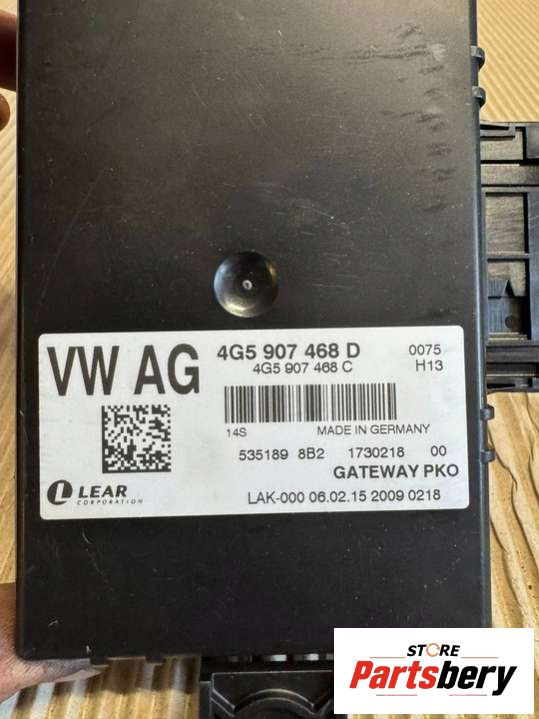 VW AG
4G5 907 468 D 0075
4G5 907 468 C H13
14S MADE IN GERMANY
535189 8B2 1730218 00
GATEWAY PKO
LEAR
CORPORATION
LAK-000 06.02.15 2009 0218
STORE
Partsbery